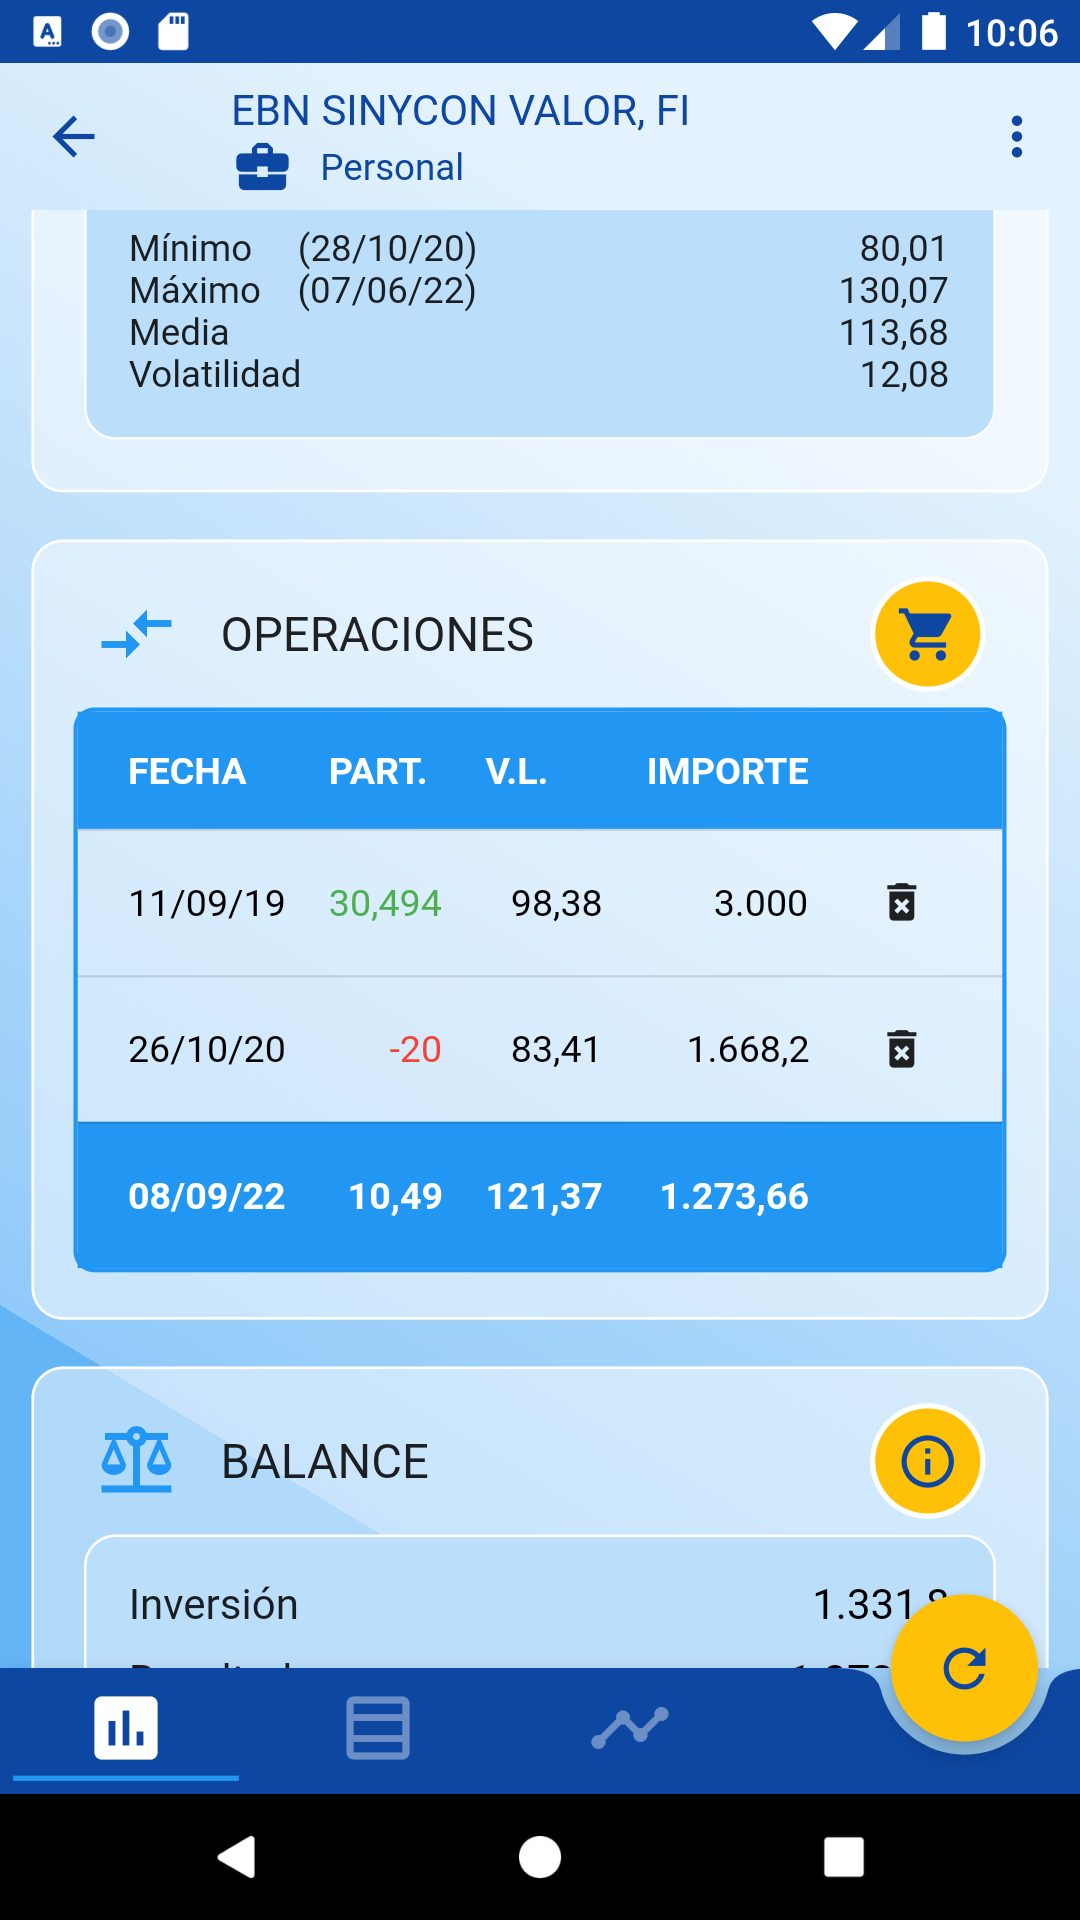 10:06
EBN SINYCON VALOR, FI
Personal
Mínimo (28/10/20) 80,01
Máximo (07/06/22) 130,07
Media 113,68
Volatilidad 12,08
OPERACIONES
FECHA PART. V.L. IMPORTE
11/09/19 30,494 98,38 3.000
26/10/20 -20 83,41 1.668,2
08/09/22 10,49 121,37 1.273,66
BALANCE
Inversión 1.331,8